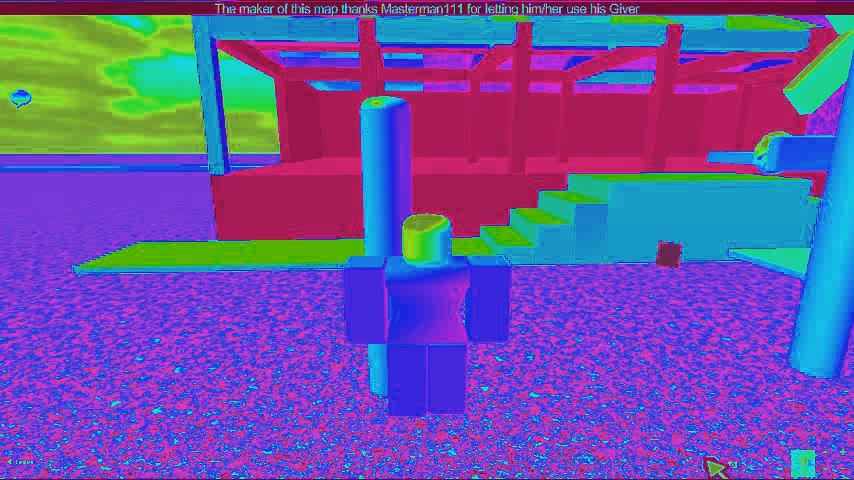 The maker of this map thanks Masterman111 for letting him/her use his Giver